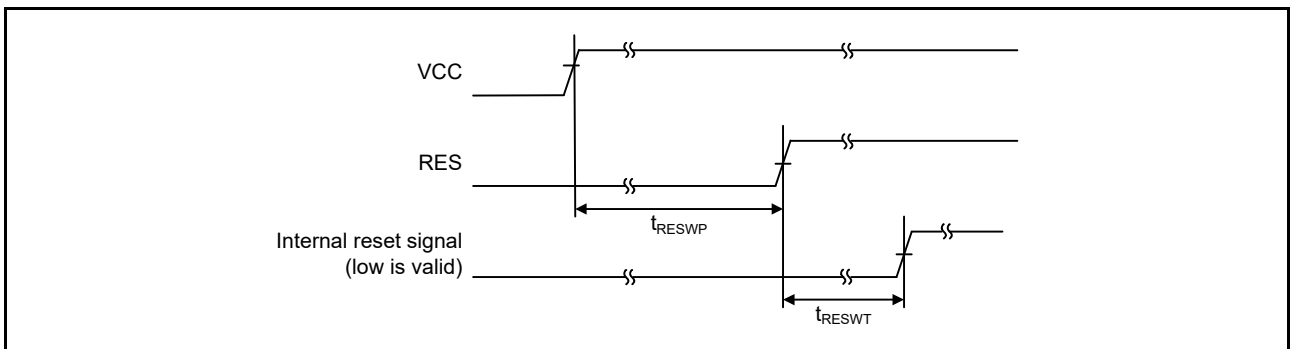 VCC
RES
tRESWP
Internal reset signal
(low is valid)
tRESWT